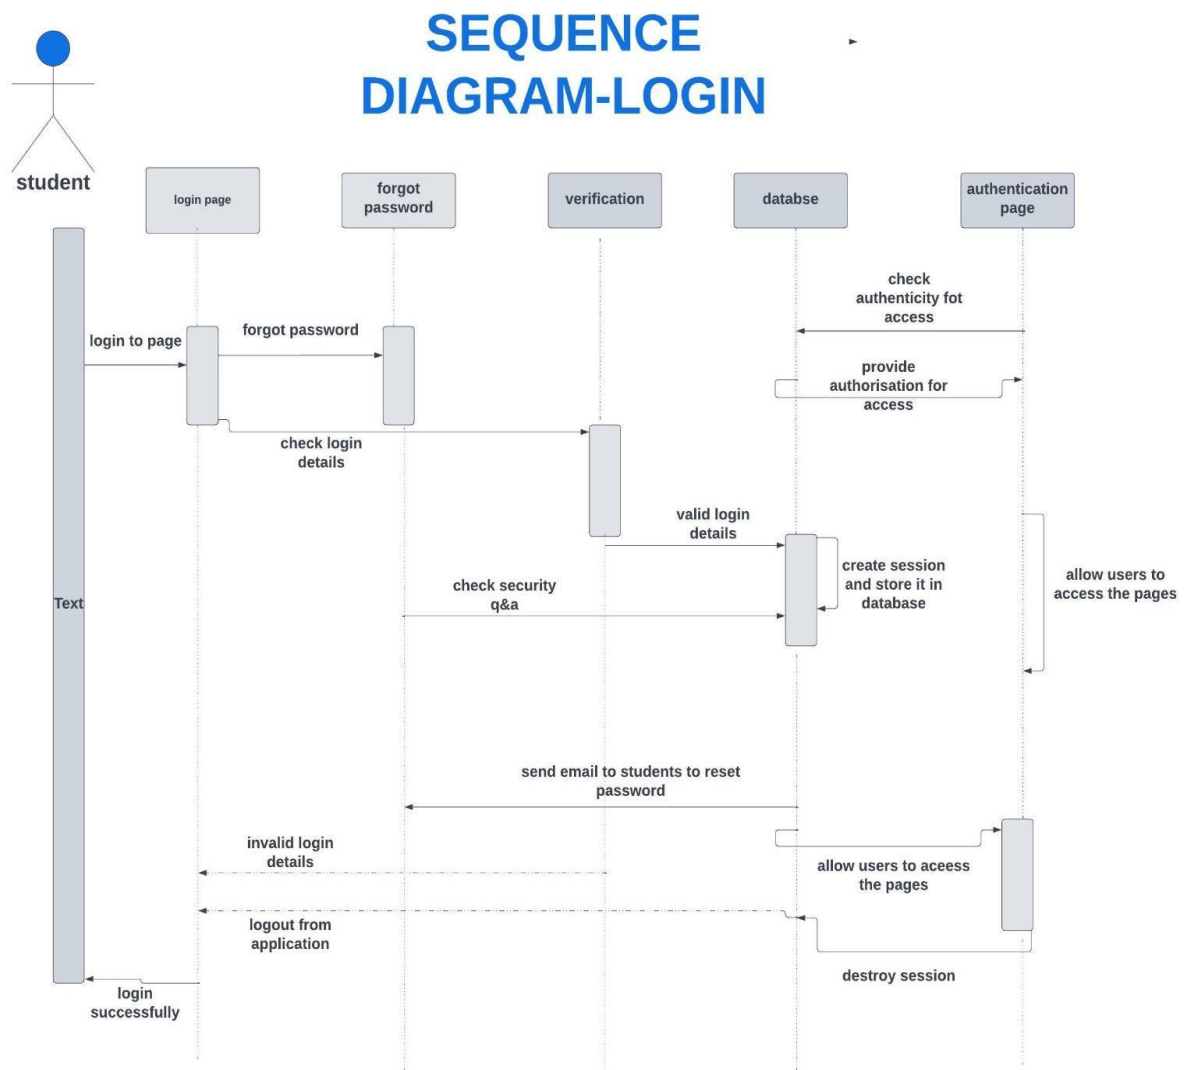 SEQUENCE
DIAGRAM-LOGIN
student
login page
forgot
password
verification
databse
authentication
page
check
authenticity fot
access
login to page
forgot password
provide
authorisation for
access
check login
details
valid login
details
create session
and store it in
database
allow users to
access the pages
check security
q&a
Text
send email to students to reset
password
invalid login
details
allow users to aceess
the pages
logout from
application
destroy session
login
successfully